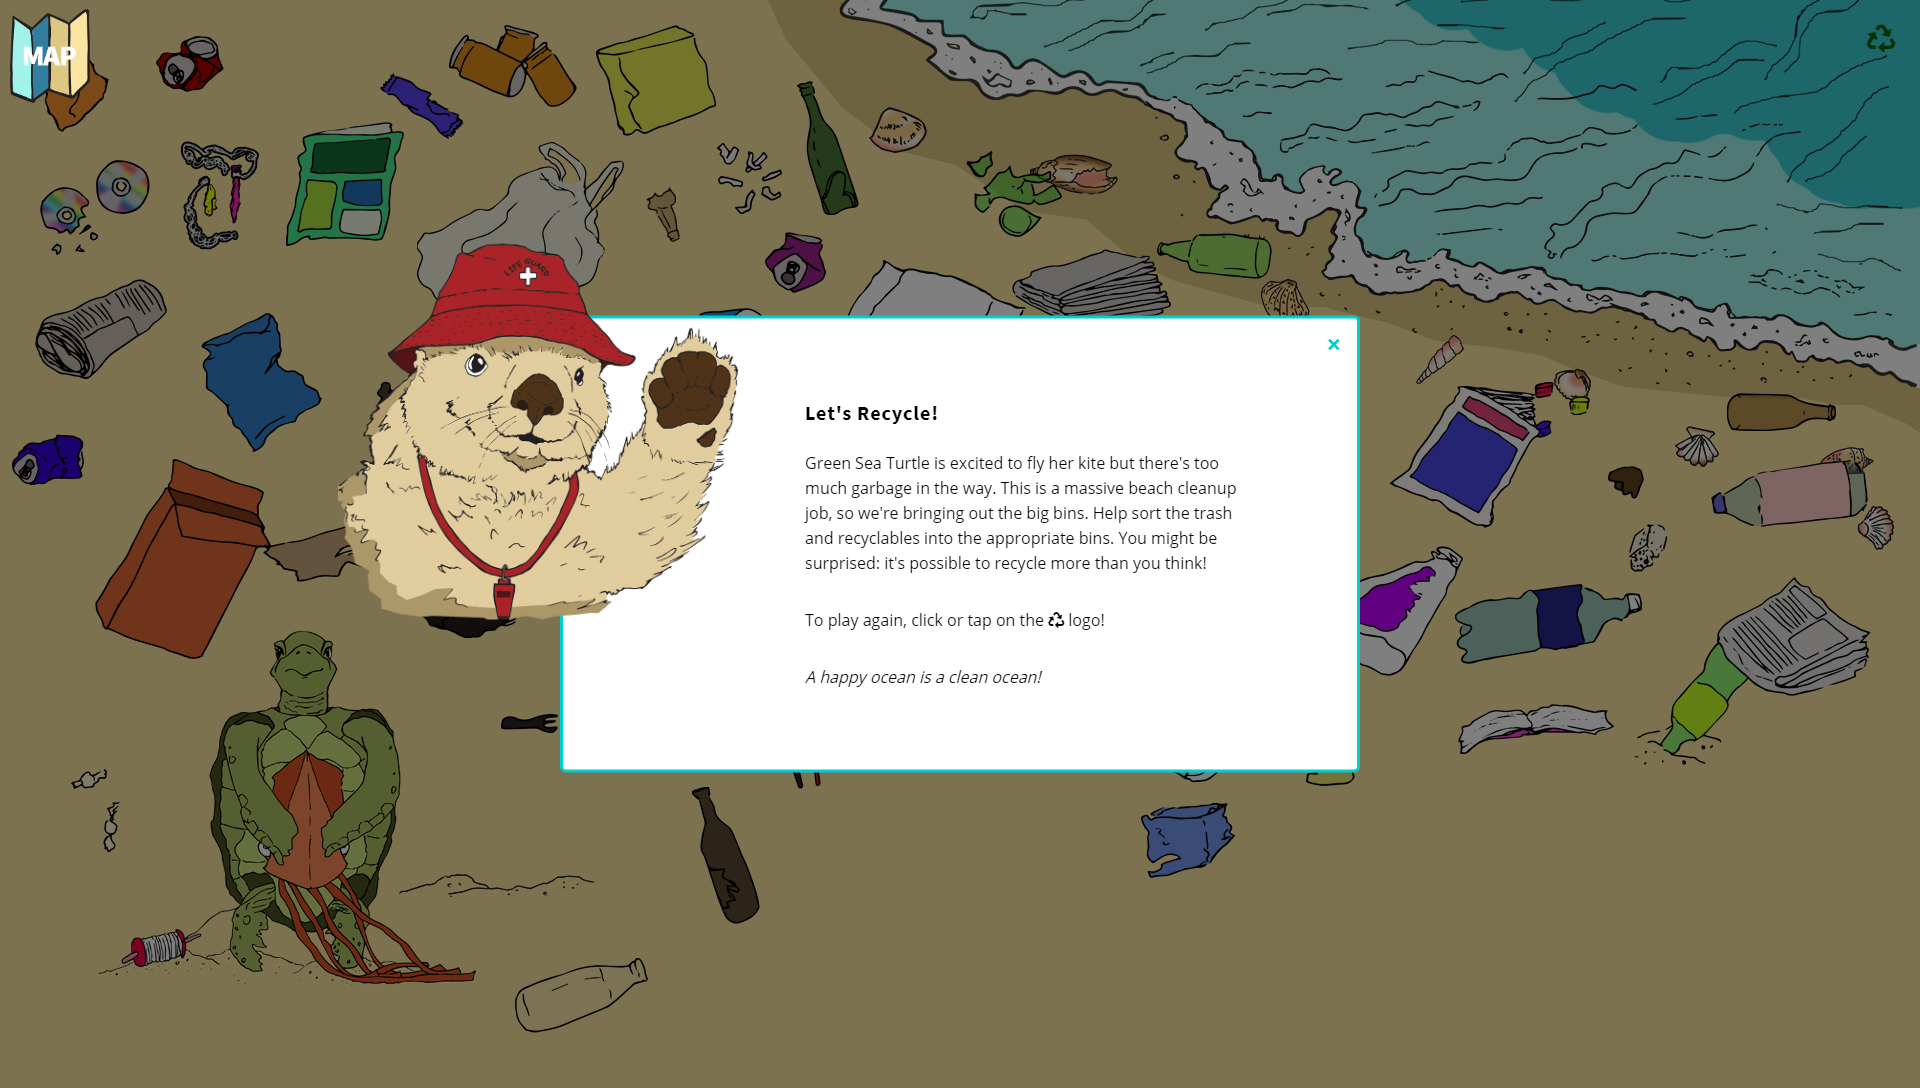 MAP
LIFE GUARD
Let's Recycle!
Green Sea Turtle is excited to fly her kite but there's too
much garbage in the way. This is a massive beach cleanup
job, so we're bringing out the big bins. Help sort the trash
and recyclables into the appropriate bins. You might be
surprised: it's possible to recycle more than you think!
To play again, click or tap on the logo!
A happy ocean is a clean ocean!